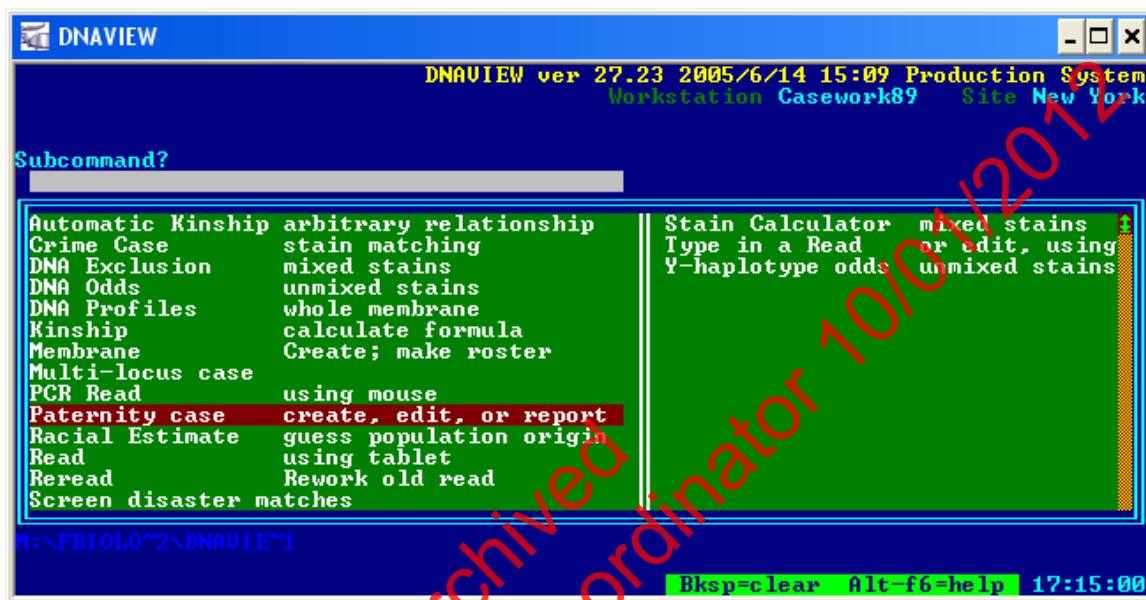 DNAVIEW
DNAVIEW ver 27.23 2005/6/14 15:09 Production System
Workstation Casework89 Site New York
Subcommand?
Automatic Kinship arbitrary relationship
Crime Case stain matching
DNA Exclusion mixed stains
DNA Odds unmixed stains
DNA Profiles whole membrane
Kinship calculate formula
Membrane Create; make roster
Multi-locus case
PCR Read using mouse
Paternity case create, edit, or report
Racial Estimate guess population origin
Read using tablet
Reread Rework old read
Screen disaster matches
Stain Calculator mixed stains
Type in a Read or edit, using
Y-haplotype odds unmixed stains
M:\FBIOLO~2\DNAVIE~1
Bksp=clear Alt-f6=help 17:15:00
chived
ordinator 10/01/2012